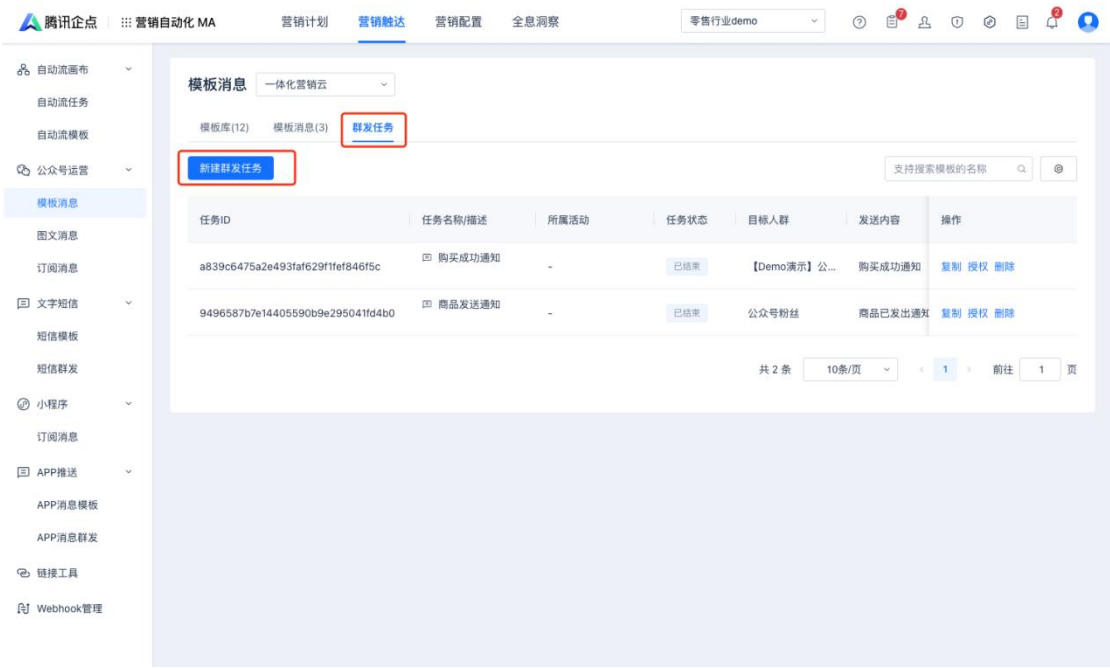 腾讯企点 营销自动化 MA 营销计划 营销触达 营销配置 全息洞察 零售行业demo 7 2
自动流画布
自动流任务
自动流模板
公众号运营
模板消息
图文消息
订阅消息
文字短信
短信模板
短信群发
小程序
订阅消息
APP推送
APP消息模板
APP消息群发
链接工具
Webhook管理
模板消息 一体化营销云
模板库(12) 模板消息(3) 群发任务
新建群发任务 支持搜索模板的名称
任务ID 任务名称/描述 所属活动 任务状态 目标人群 发送内容 操作
a839c6475a2e493faf629f1fef846f5c 购买成功通知 - 已结束 【Demo演示】公... 购买成功通知 复制 授权 删除
9496587b7e14405590b9e295041fd4b0 商品发送通知 - 已结束 公众号粉丝 商品已发出通知 复制 授权 删除
共 2 条 10条/页 1 前往 1 页